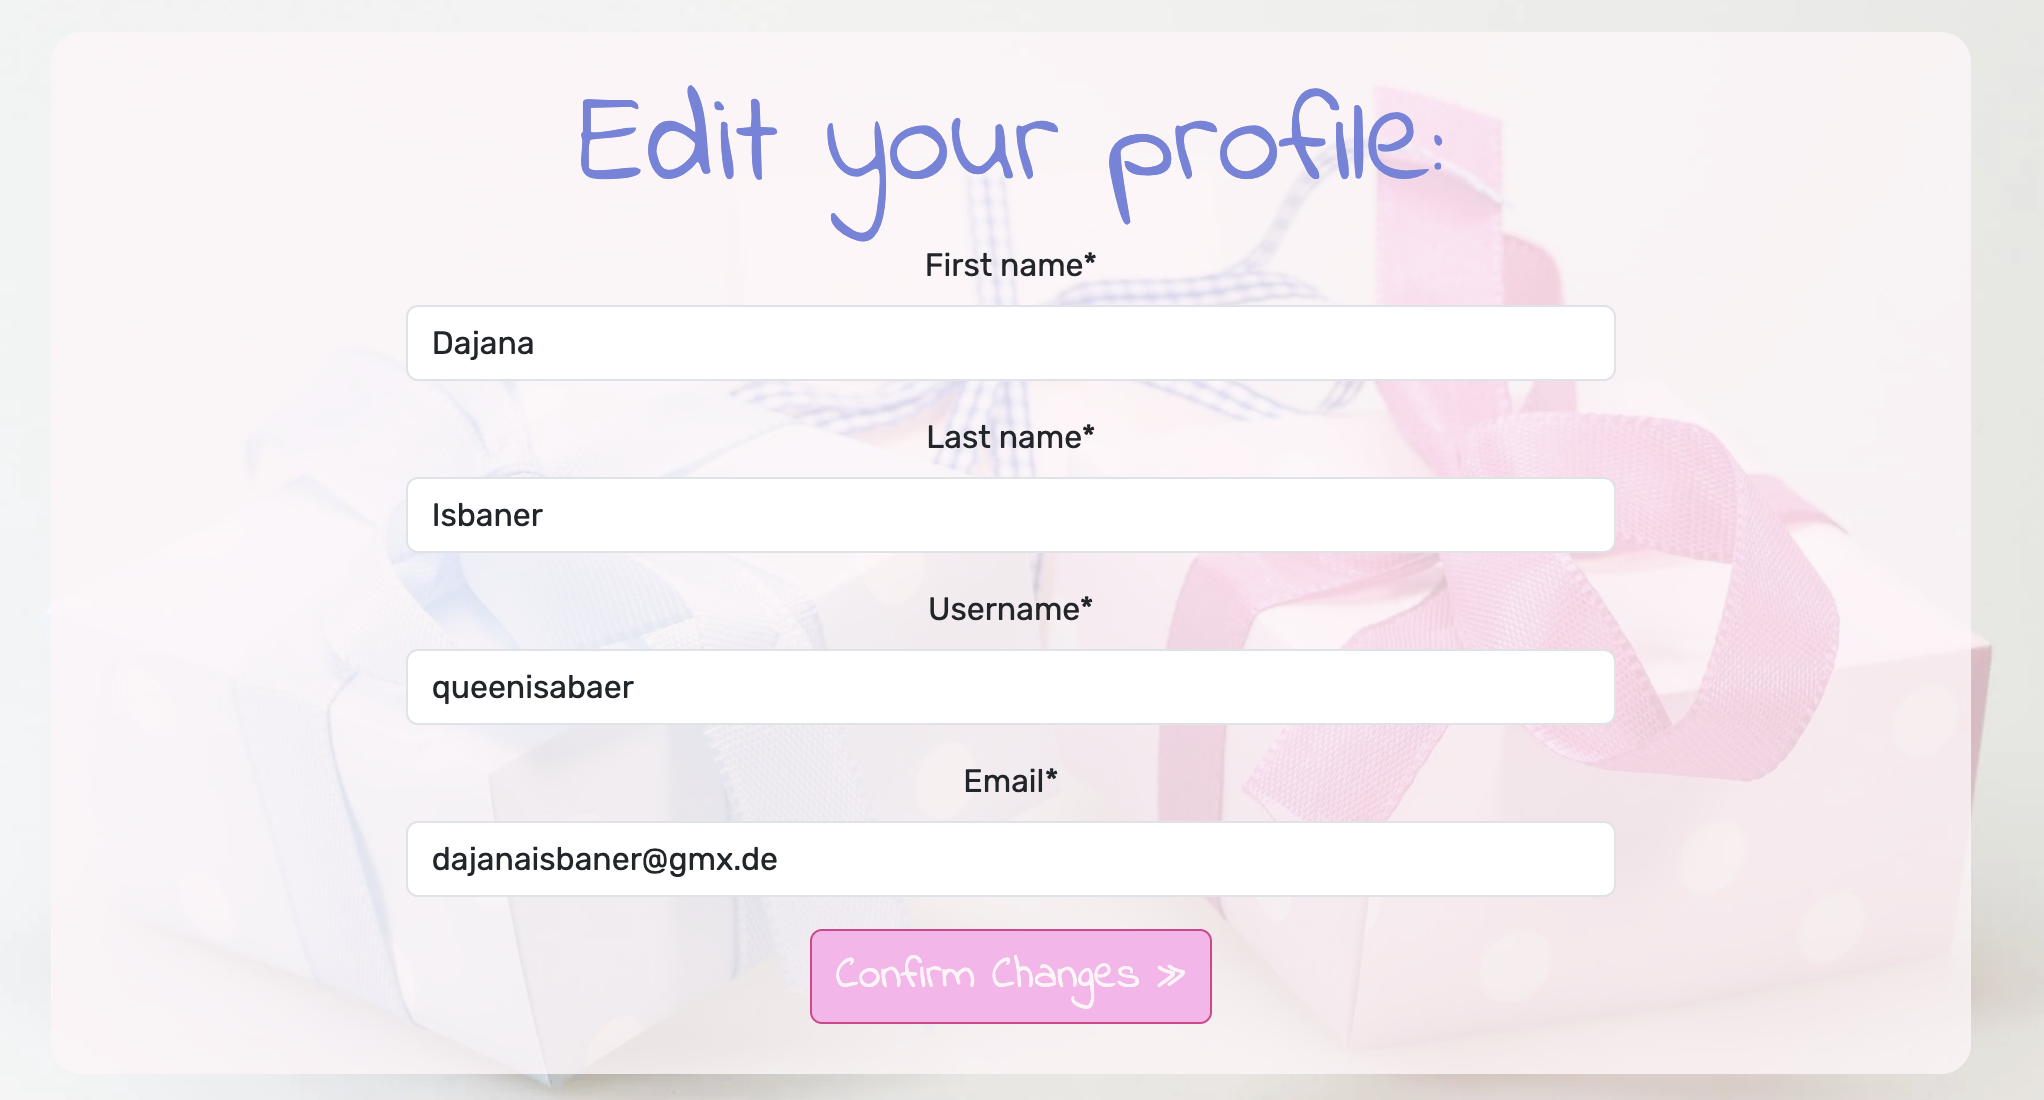 Edit your profile:
First name*
Dajana
Last name*
Isbaner
Username*
queenisabaer
Email*
dajanaisbaner@gmx.de
Confirm Changes »